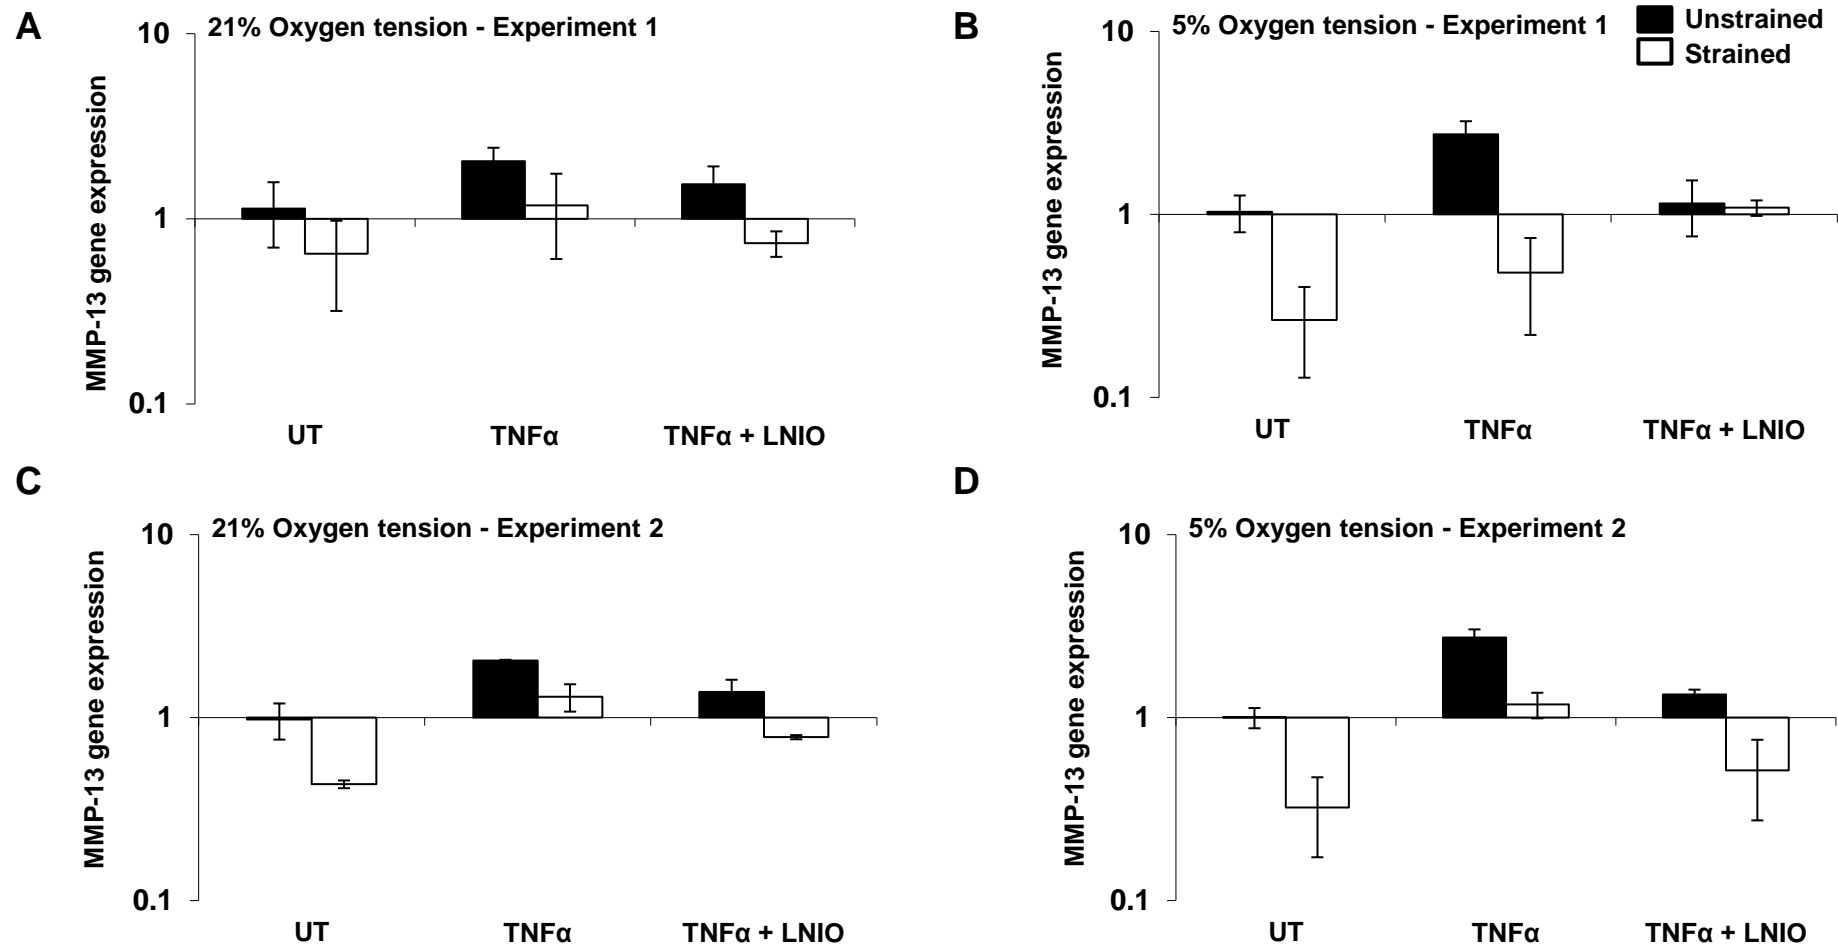 A
21% Oxygen tension - Experiment 1
10
1
0.1
MMP-13 gene expression
UT
TNFα
TNFα + LNIO
B
5% Oxygen tension - Experiment 1
Unstrained
Strained
10
1
0.1
MMP-13 gene expression
UT
TNFα
TNFα + LNIO
C
21% Oxygen tension - Experiment 2
10
1
0.1
MMP-13 gene expression
UT
TNFα
TNFα + LNIO
D
5% Oxygen tension - Experiment 2
10
1
0.1
MMP-13 gene expression
UT
TNFα
TNFα + LNIO